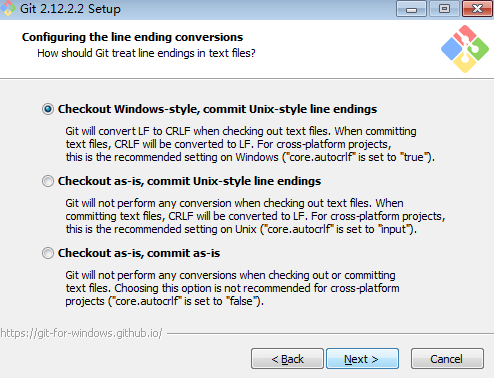 Git 2.12.2.2 Setup
Configuring the line ending conversions
How should Git treat line endings in text files?
Checkout Windows-style, commit Unix-style line endings
Git will convert LF to CRLF when checking out text files. When committing
text files, CRLF will be converted to LF. For cross-platform projects,
this is the recommended setting on Windows ("core.autocrlf" is set to "true").
Checkout as-is, commit Unix-style line endings
Git will not perform any conversion when checking out text files. When
committing text files, CRLF will be converted to LF. For cross-platform projects,
this is the recommended setting on Unix ("core.autocrlf" is set to "input").
Checkout as-is, commit as-is
Git will not perform any conversions when checking out or committing
text files. Choosing this option is not recommended for cross-platform
projects ("core.autocrlf" is set to "false").
https://git-for-windows.github.io/
< Back Next > Cancel